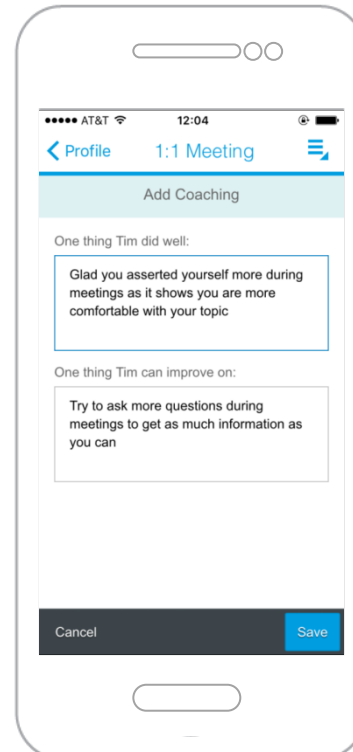 AT&T 12:04
Profile 1:1 Meeting
Add Coaching
One thing Tim did well:
Glad you asserted yourself more during
meetings as it shows you are more
comfortable with your topic
One thing Tim can improve on:
Try to ask more questions during
meetings to get as much information as
you can
Cancel Save